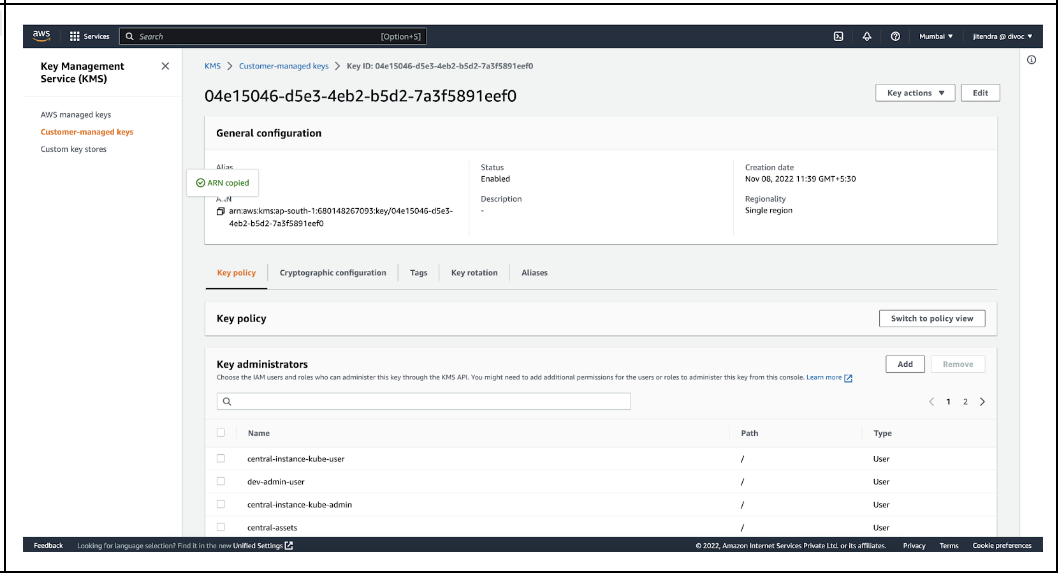 aws Services Search [Option+S] Mumbai ▼ jitendra @ divoc ▼
Key Management Service (KMS)
AWS managed keys
Customer-managed keys
Custom key stores
KMS > Customer-managed keys > Key ID: 04e15046-d5e3-4eb2-b5d2-7a3f5891eef0
04e15046-d5e3-4eb2-b5d2-7a3f5891eef0
Key actions ▼ Edit
General configuration
Alias
ARN copied
ARN
arn:aws:kms:ap-south-1:680148267093:key/04e15046-d5e3-
4eb2-b5d2-7a3f5891eef0
Status
Enabled
Description
-
Creation date
Nov 08, 2022 11:39 GMT+5:30
Regionality
Single region
Key policy Cryptographic configuration Tags Key rotation Aliases
Key policy
Switch to policy view
Key administrators
Add Remove
Choose the IAM users and roles who can administer this key through the KMS API. You might need to add additional permissions for the users or roles to administer this key from this console. Learn more
< 1 2 >
Name Path Type
central-instance-kube-user / User
dev-admin-user / User
central-instance-kube-admin / User
central-assets / User
Feedback Looking for language selection? Find it in the new Unified Settings © 2022, Amazon Internet Services Private Ltd. or its affiliates. Privacy Terms Cookie preferences